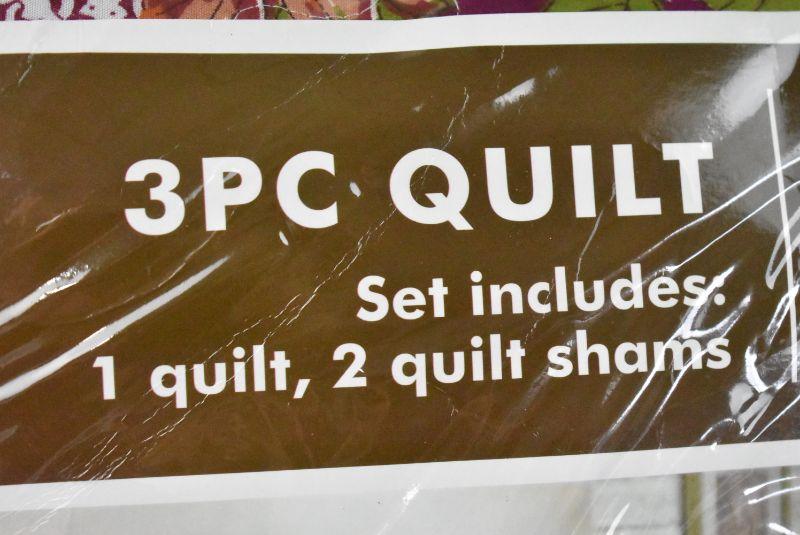 3PC QUILT
Set includes:
1 quilt, 2 quilt shams